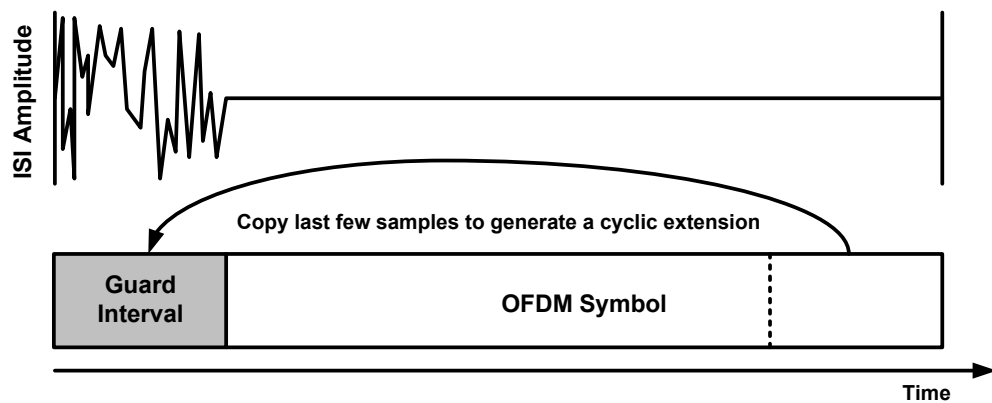 ISI Amplitude
Copy last few samples to generate a cyclic extension
Guard
Interval
OFDM Symbol
Time